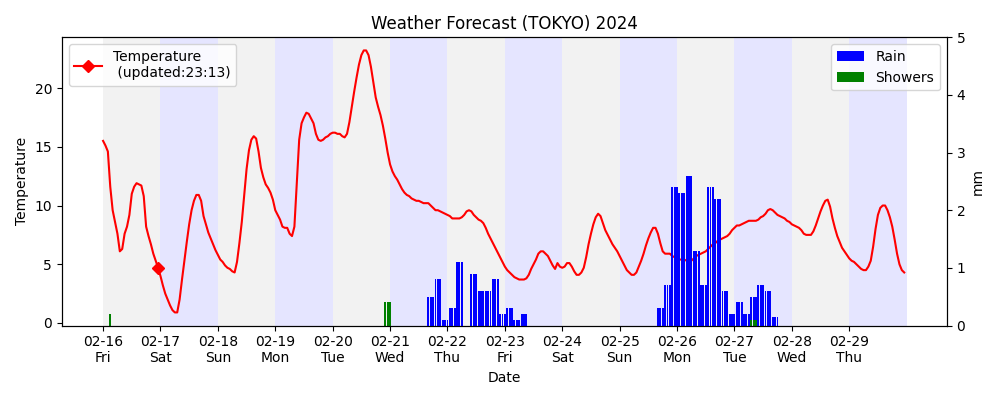 Weather Forecast (TOKYO) 2024
Temperature
(updated:23:13)
Rain
Showers
Temperature
20
15
10
5
0
5
4
3
2
1
0
mm
02-16 02-17 02-18 02-19 02-20 02-21 02-22 02-23 02-24 02-25 02-26 02-27 02-28 02-29
Fri Sat Sun Mon Tue Wed Thu Fri Sat Sun Mon Tue Wed Thu
Date